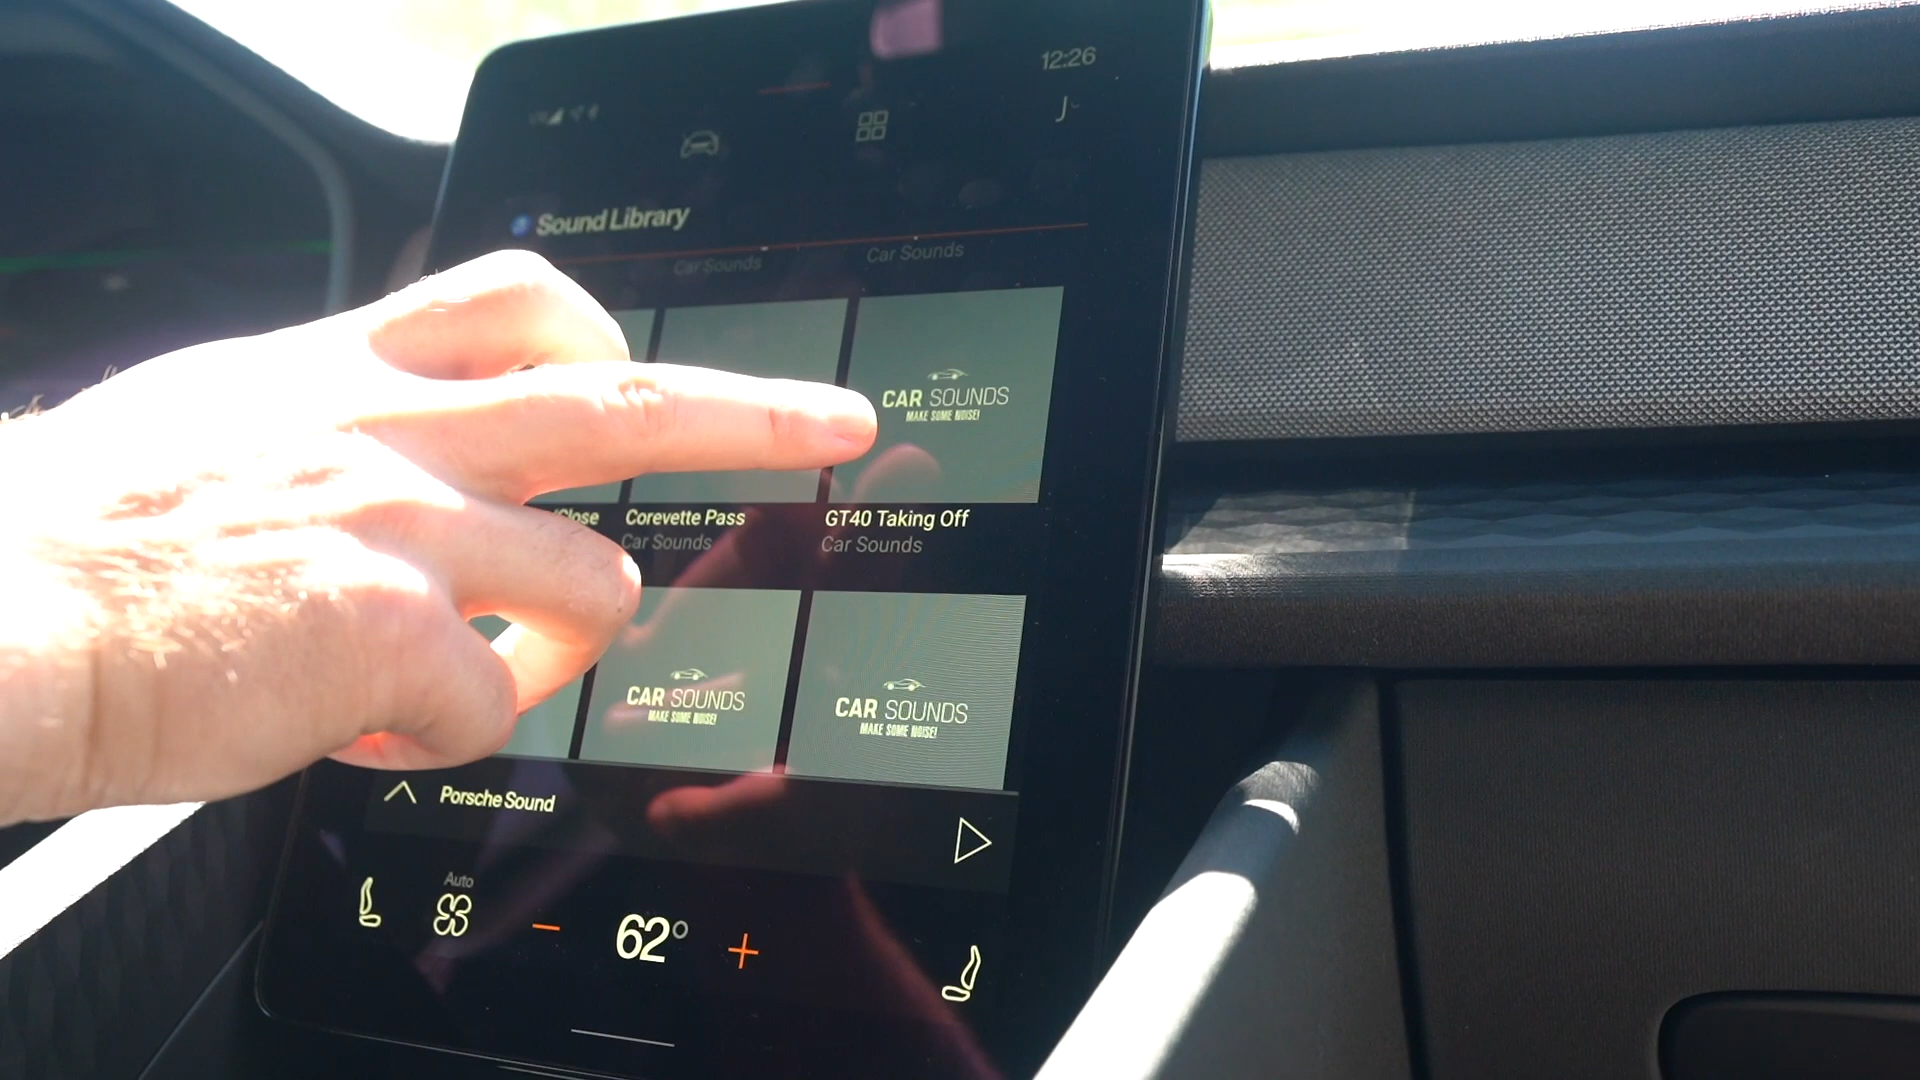 12:26
Sound Library
Car Sounds
Car Sounds
CAR SOUNDS
MAKE SOME NOISE!
/Close
Corevette Pass
GT40 Taking Off
Car Sounds
Car Sounds
CAR SOUNDS
MAKE SOME NOISE!
CAR SOUNDS
MAKE SOME NOISE!
Porsche Sound
Auto
62°